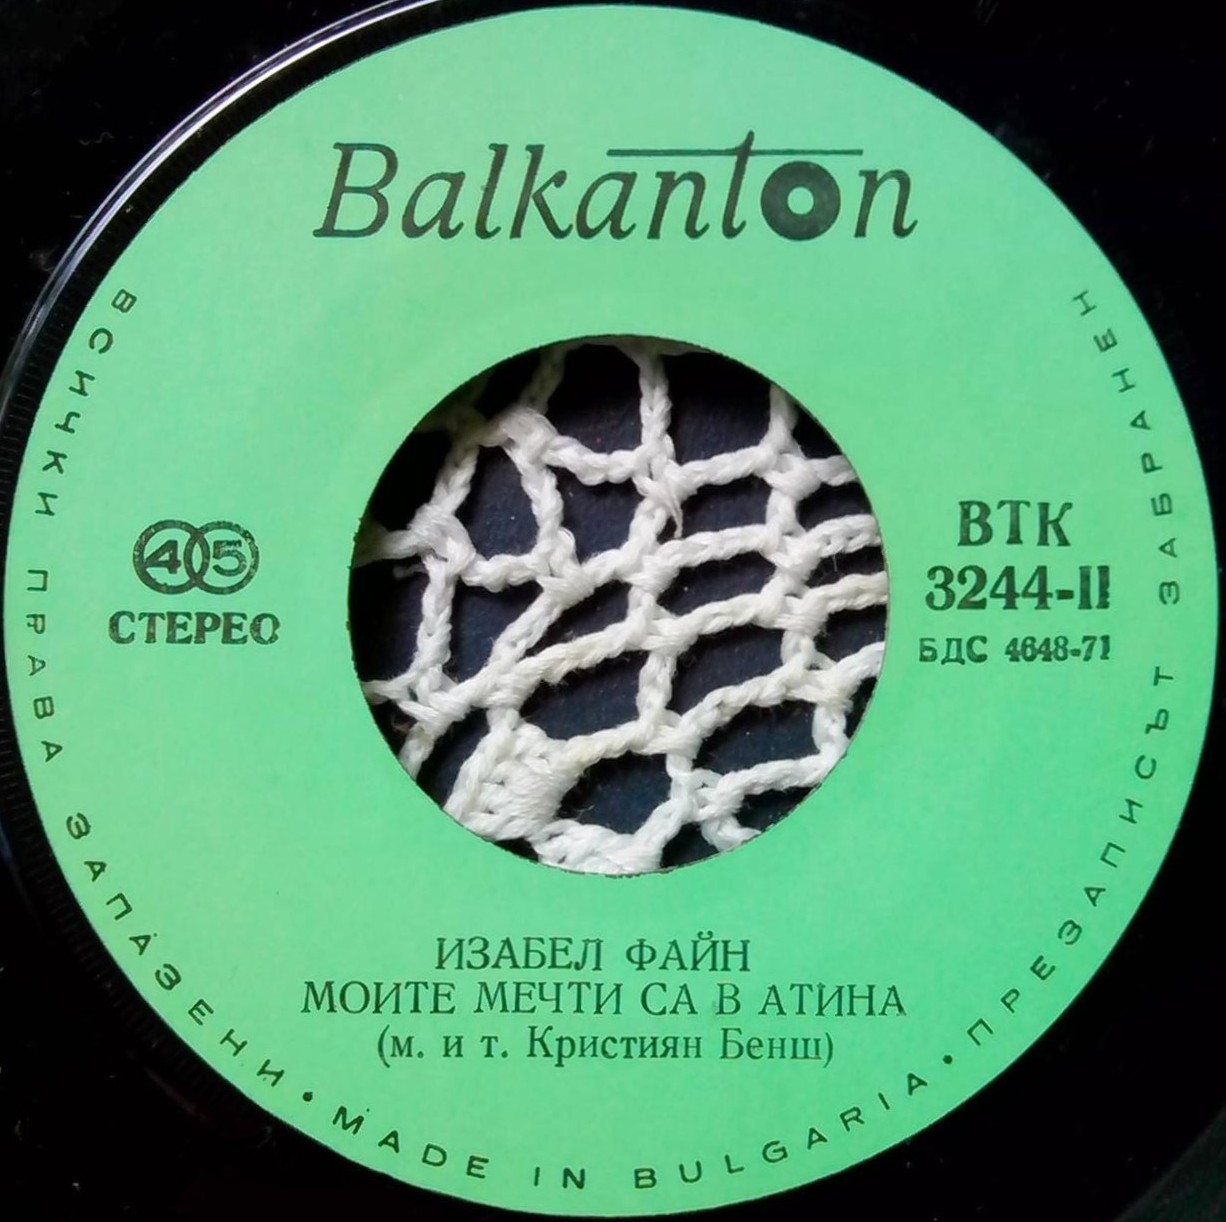 Balkanton
45
СТЕРЕО
ВТК
3244-II
БДС 4648-71
ИЗАБЕЛ ФАЙН
МОИТЕ МЕЧТИ СА В АТИНА
(м. и т. Кристиян Бенш)
ВСИЧКИ ПРАВА ЗАПАЗЕНИ • MADE IN BULGARIA • ПРЕЗАПИСЪТ ЗАБРАНЕН